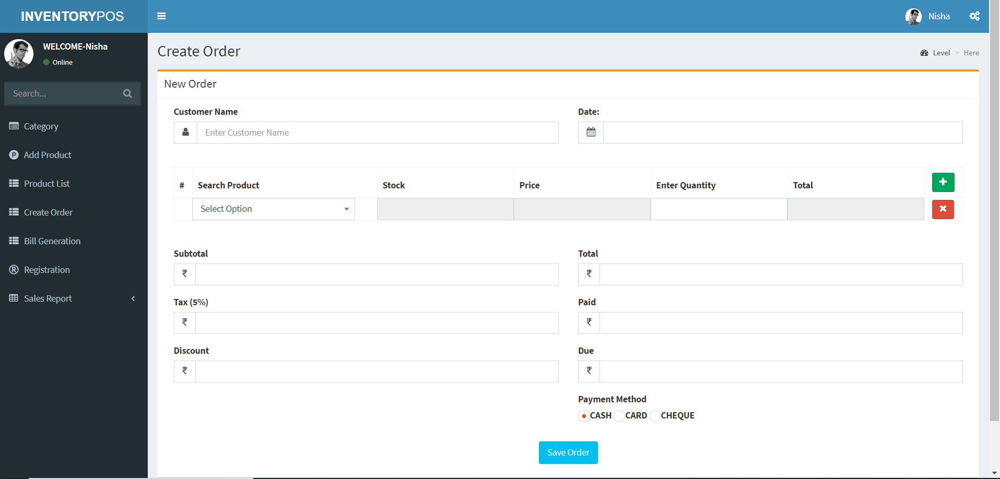 INVENTORYPOS
Nisha
WELCOME-Nisha
Online
Search...
Category
Add Product
Product List
Create Order
Bill Generation
Registration
Sales Report
Create Order
Level > Here
New Order
Customer Name
Enter Customer Name
Date:
# Search Product Stock Price Enter Quantity Total
Select Option
Subtotal
₹
Total
₹
Tax (5%)
₹
Paid
₹
Discount
₹
Due
₹
Payment Method
CASH CARD CHEQUE
Save Order